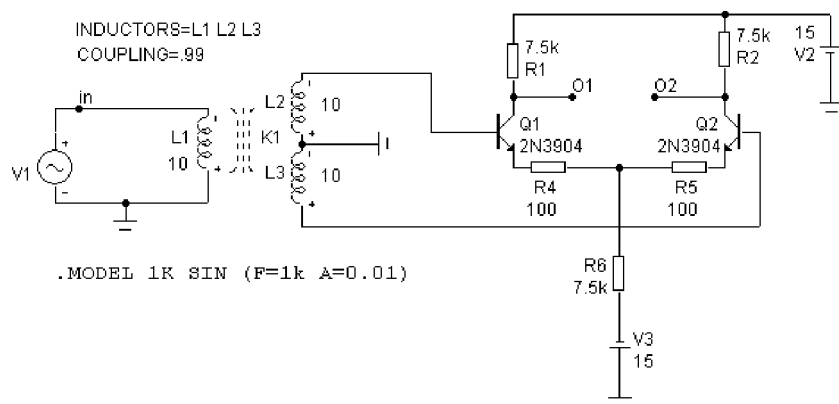 INDUCTORS=L1 L2 L3
COUPLING=.99
in
L1
10
V1
+
-
+
K1
+
L2
10
+
L3
10
+
7.5k
R1
7.5k
R2
15
V2
O1
O2
Q1
2N3904
Q2
2N3904
R4
100
R5
100
R6
7.5k
V3
15
.MODEL 1K SIN (F=1k A=0.01)